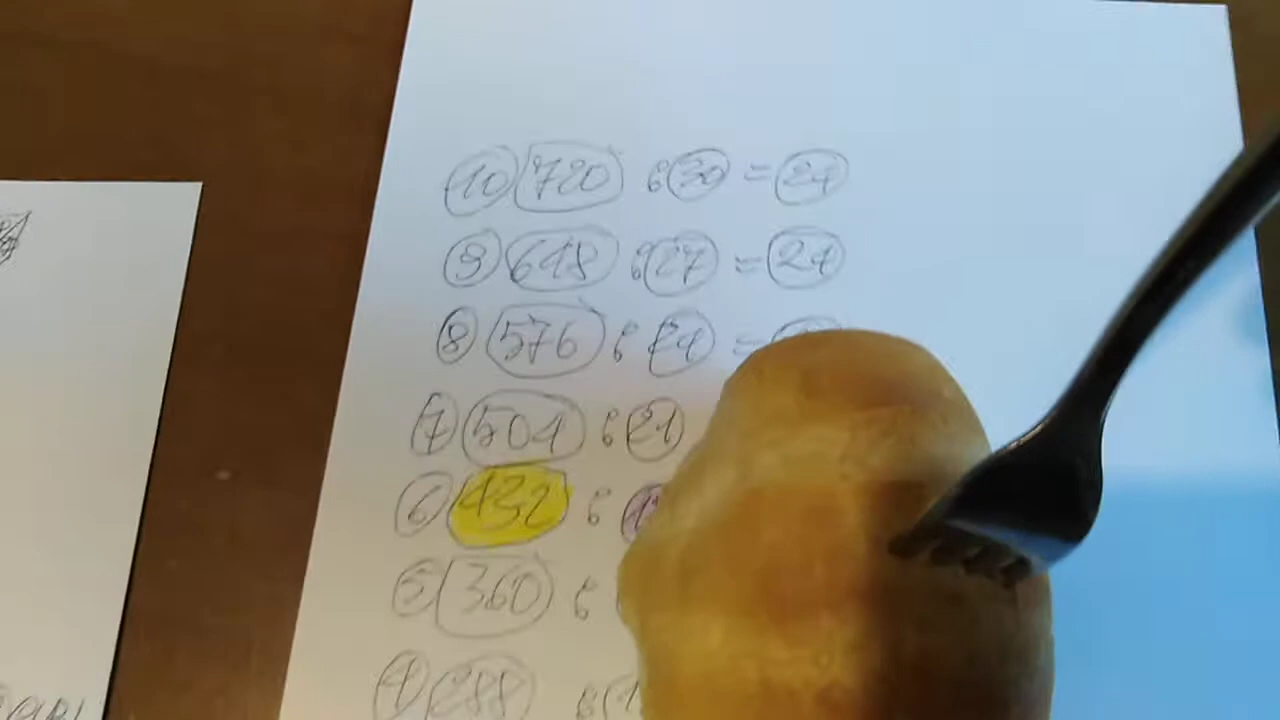 10 720 : 30 = 24
9 648 : 27 = 24
8 576 : 24 =
7 504 : 21
6 432 :
5 360 :
4 288 :